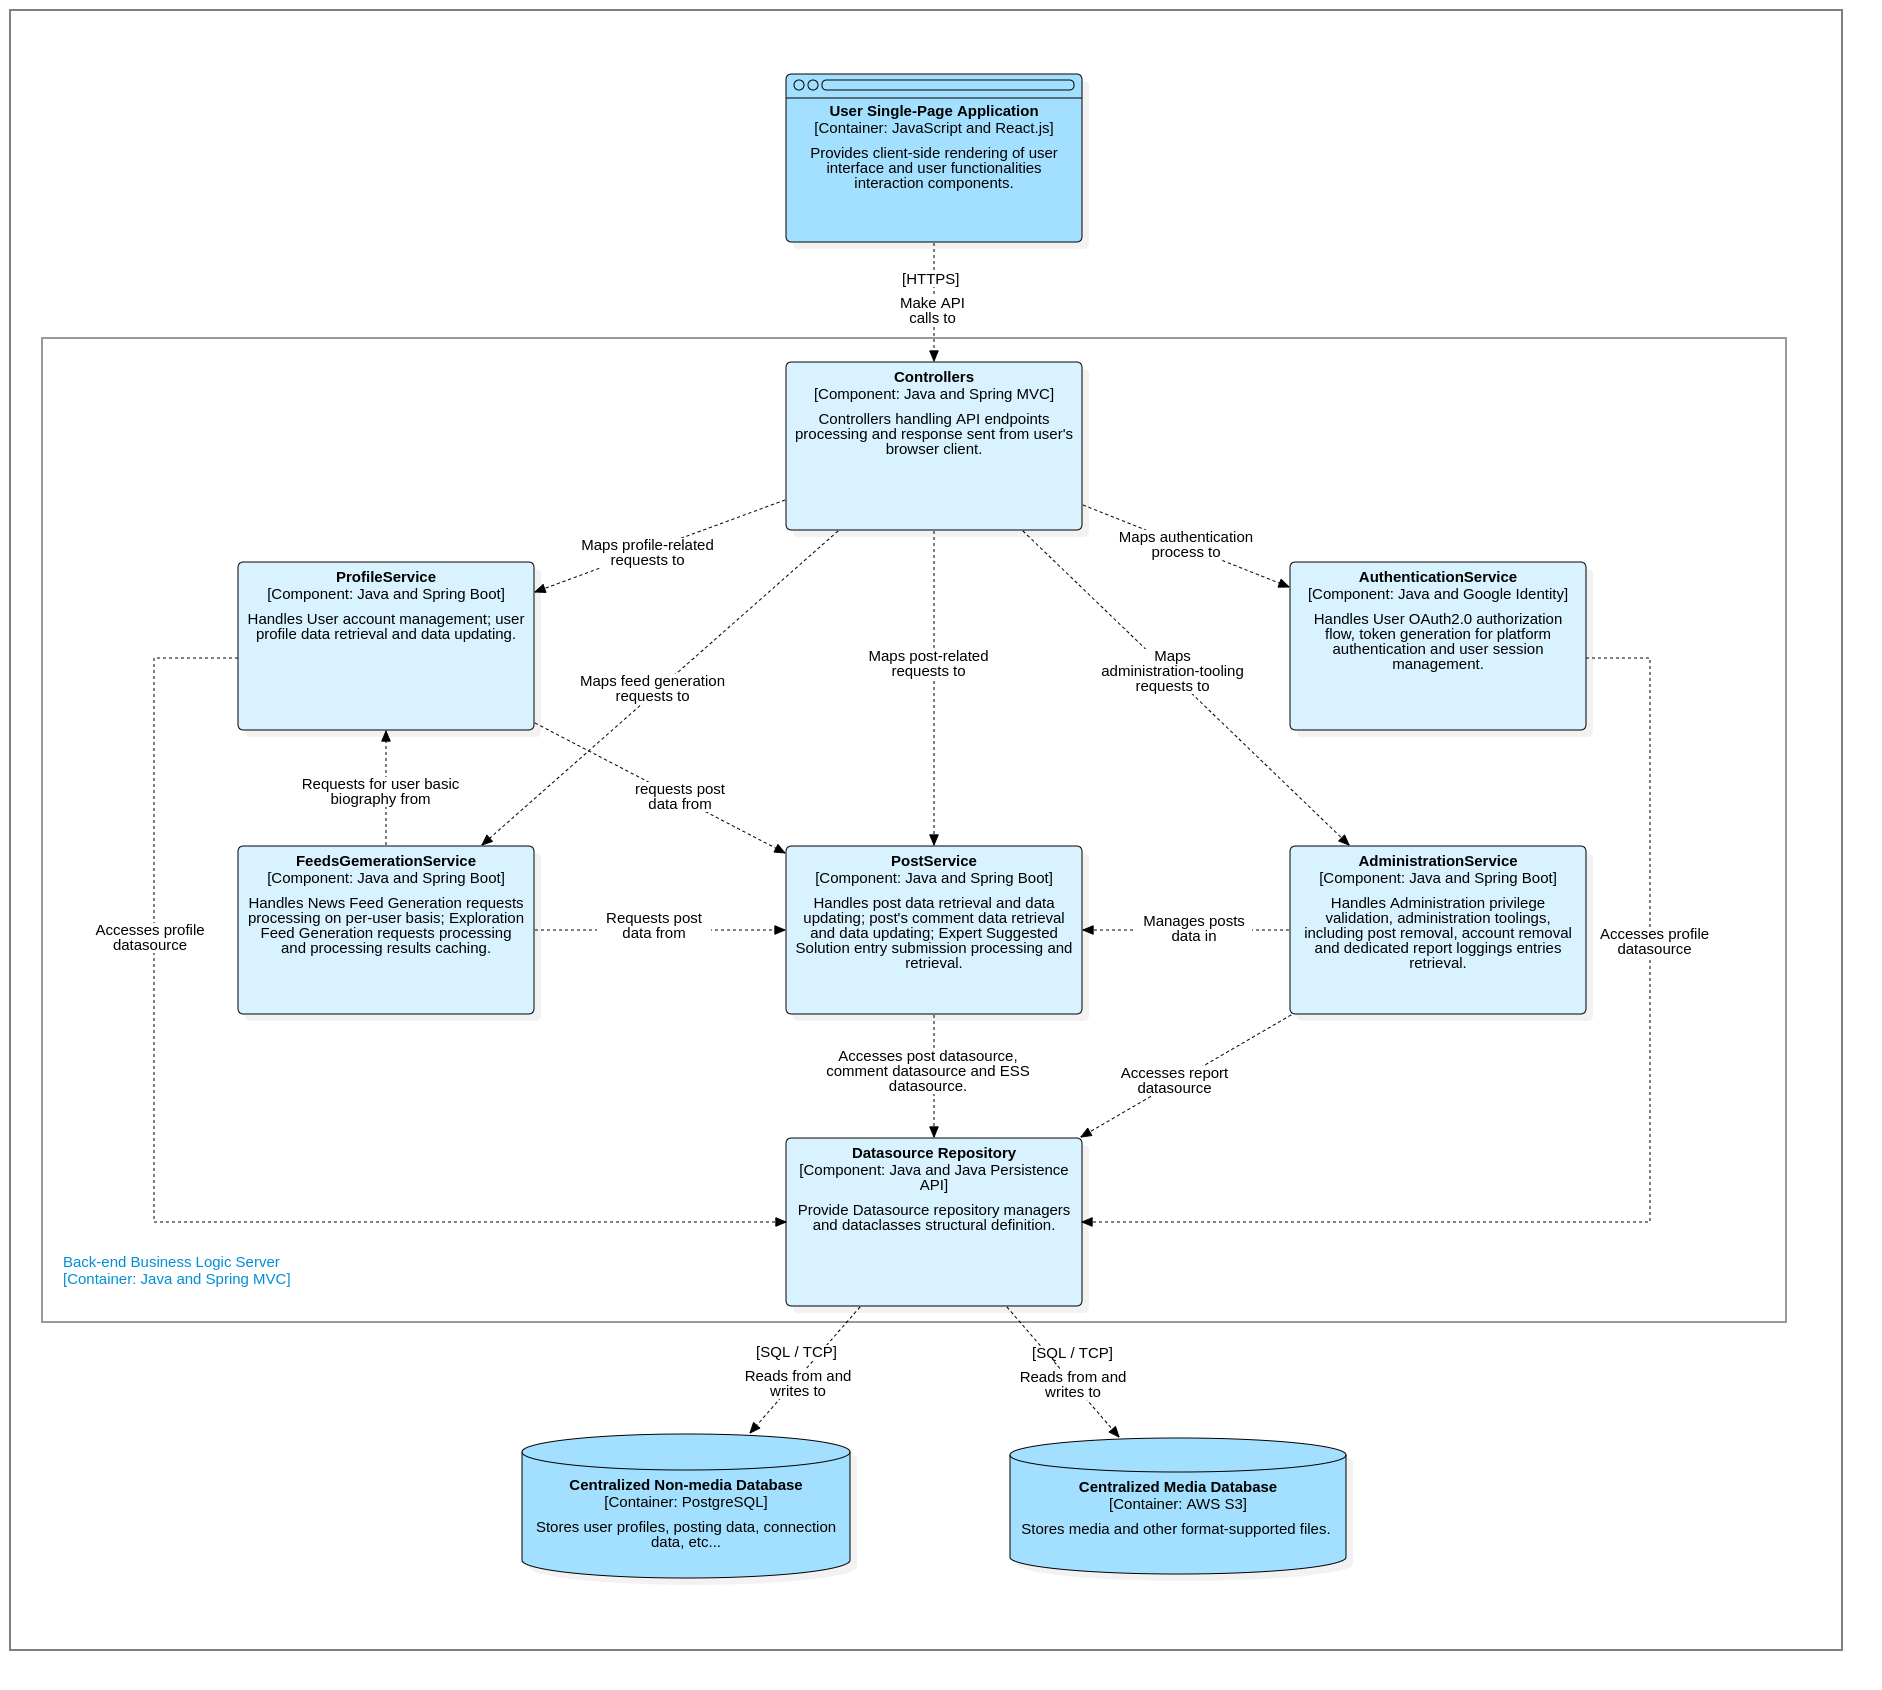 User Single-Page Application
[Container: JavaScript and React.js]
Provides client-side rendering of user
interface and user functionalities
interaction components.
[HTTPS]
Make API
calls to
Controllers
[Component: Java and Spring MVC]
Controllers handling API endpoints
processing and response sent from user's
browser client.
Maps profile-related
requests to
Maps authentication
process to
ProfileService
[Component: Java and Spring Boot]
Handles User account management; user
profile data retrieval and data updating.
AuthenticationService
[Component: Java and Google Identity]
Handles User OAuth2.0 authorization
flow, token generation for platform
authentication and user session
management.
Maps feed generation
requests to
Maps post-related
requests to
Maps
administration-tooling
requests to
Requests for user basic
biography from
requests post
data from
FeedsGemerationService
[Component: Java and Spring Boot]
Handles News Feed Generation requests
processing on per-user basis; Exploration
Feed Generation requests processing
and processing results caching.
Requests post
data from
PostService
[Component: Java and Spring Boot]
Handles post data retrieval and data
updating; post's comment data retrieval
and data updating; Expert Suggested
Solution entry submission processing and
retrieval.
Manages posts
data in
AdministrationService
[Component: Java and Spring Boot]
Handles Administration privilege
validation, administration toolings,
including post removal, account removal
and dedicated report loggings entries
retrieval.
Accesses profile
datasource
Accesses profile
datasource
Accesses post datasource,
comment datasource and ESS
datasource.
Accesses report
datasource
Datasource Repository
[Component: Java and Java Persistence
API]
Provide Datasource repository managers
and dataclasses structural definition.
Back-end Business Logic Server
[Container: Java and Spring MVC]
[SQL / TCP]
Reads from and
writes to
[SQL / TCP]
Reads from and
writes to
Centralized Non-media Database
[Container: PostgreSQL]
Stores user profiles, posting data, connection
data, etc...
Centralized Media Database
[Container: AWS S3]
Stores media and other format-supported files.